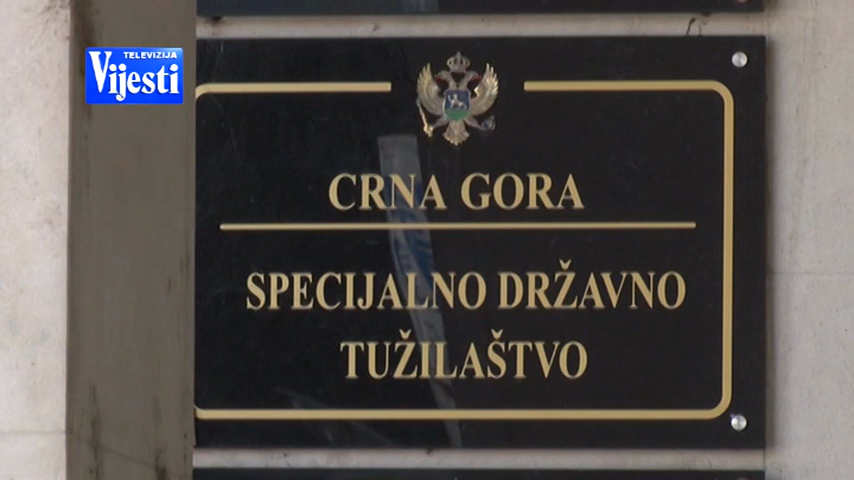 TELEVIZIJA
Vijesti
CRNA GORA
SPECIJALNO DRŽAVNO
TUŽILAŠTVO